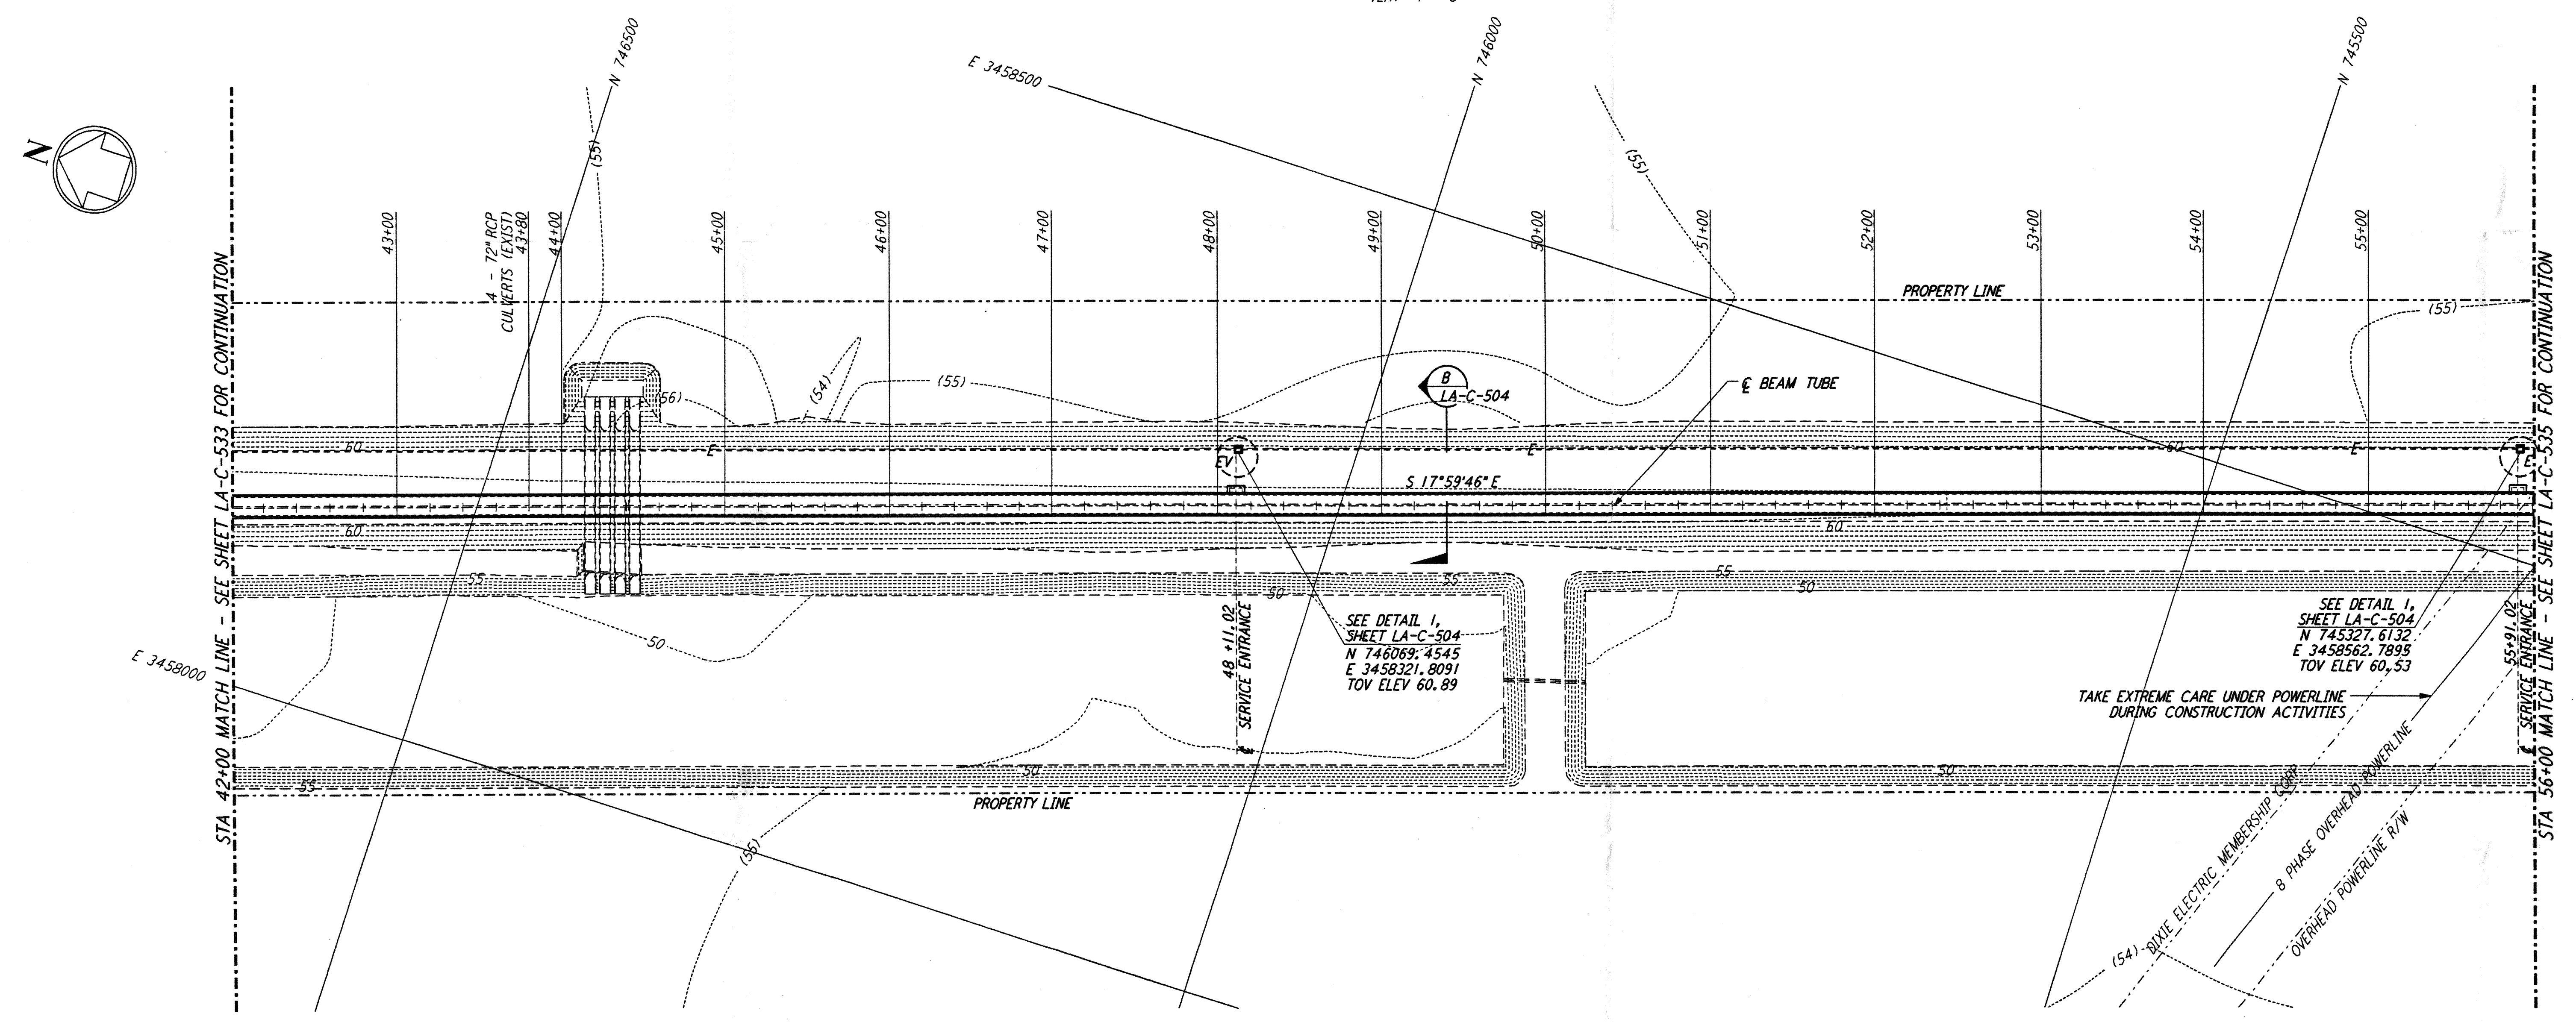 N
N 746500
E 3458500
N 746000
N 745500
(55)
(55)
43+00
4 - 72" RCP
CULVERTS (EXIST)
43+80
44+00
45+00
46+00
47+00
48+00
49+00
50+00
51+00
52+00
53+00
54+00
55+00
PROPERTY LINE
(55)
STA 42+00 MATCH LINE - SEE SHEET LA-C-533 FOR CONTINUATION
STA 56+00 MATCH LINE - SEE SHEET LA-C-535 FOR CONTINUATION
(56)
(54)
(55)
B
LA-C-504
℄ BEAM TUBE
60
E
EV
E
60
E
E
S 17°59'46" E
60
60
55
50
55
55
50
50
48+11.02
℄ SERVICE ENTRANCE
SEE DETAIL 1,
SHEET LA-C-504
N 746069.4545
E 3458321.8091
TOV ELEV 60.89
SEE DETAIL 1,
SHEET LA-C-504
N 745327.6132
E 3458562.7895
TOV ELEV 60.53
55+91.02
℄ SERVICE ENTRANCE
E 3458000
TAKE EXTREME CARE UNDER POWERLINE
DURING CONSTRUCTION ACTIVITIES
55
50
50
PROPERTY LINE
(55)
DIXIE ELECTRIC MEMBERSHIP CORP
8 PHASE OVERHEAD POWERLINE
OVERHEAD POWERLINE R/W
(54)